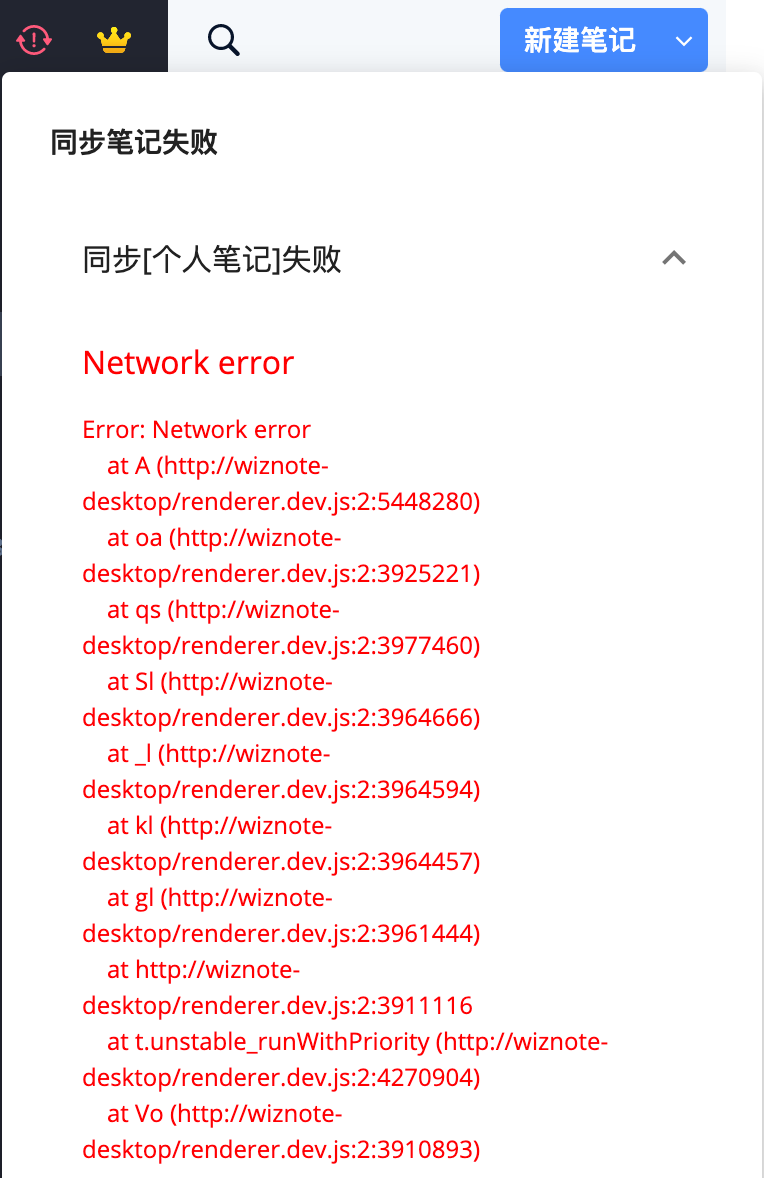 新建笔记
同步笔记失败
同步[个人笔记]失败
Network error
Error: Network error
at A (http://wiznote-
desktop/renderer.dev.js:2:5448280)
at oa (http://wiznote-
desktop/renderer.dev.js:2:3925221)
at qs (http://wiznote-
desktop/renderer.dev.js:2:3977460)
at Sl (http://wiznote-
desktop/renderer.dev.js:2:3964666)
at _l (http://wiznote-
desktop/renderer.dev.js:2:3964594)
at kl (http://wiznote-
desktop/renderer.dev.js:2:3964457)
at gl (http://wiznote-
desktop/renderer.dev.js:2:3961444)
at http://wiznote-
desktop/renderer.dev.js:2:3911116
at t.unstable_runWithPriority (http://wiznote-
desktop/renderer.dev.js:2:4270904)
at Vo (http://wiznote-
desktop/renderer.dev.js:2:3910893)